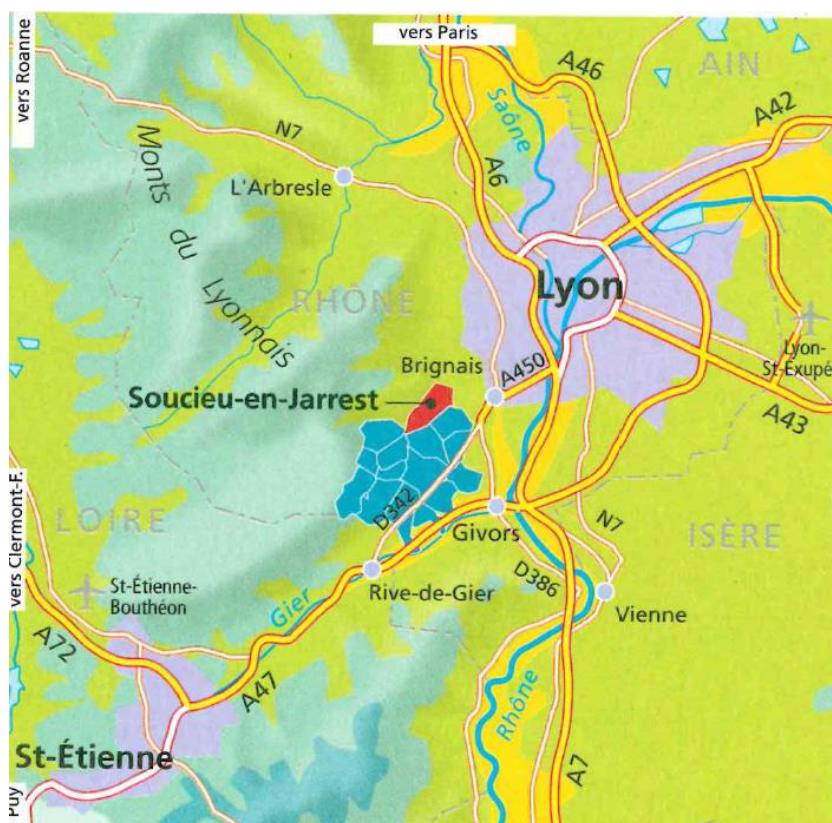 vers Paris
vers Roanne
A46
AIN
Saône
A42
N7
A6
L'Arbresle
Monts du Lyonnais
RHÔNE
Lyon
Brignais
A450
Lyon-
St-Exupé
Soucieu-en-Jarrest
A43
D342
vers Clermont-F.
LOIRE
Givors
N7
ISÈRE
St-Étienne-
Bouthéon
Gier
Rive-de-Gier
D386
Vienne
A72
A47
Rhône
St-Étienne
A7
Puy